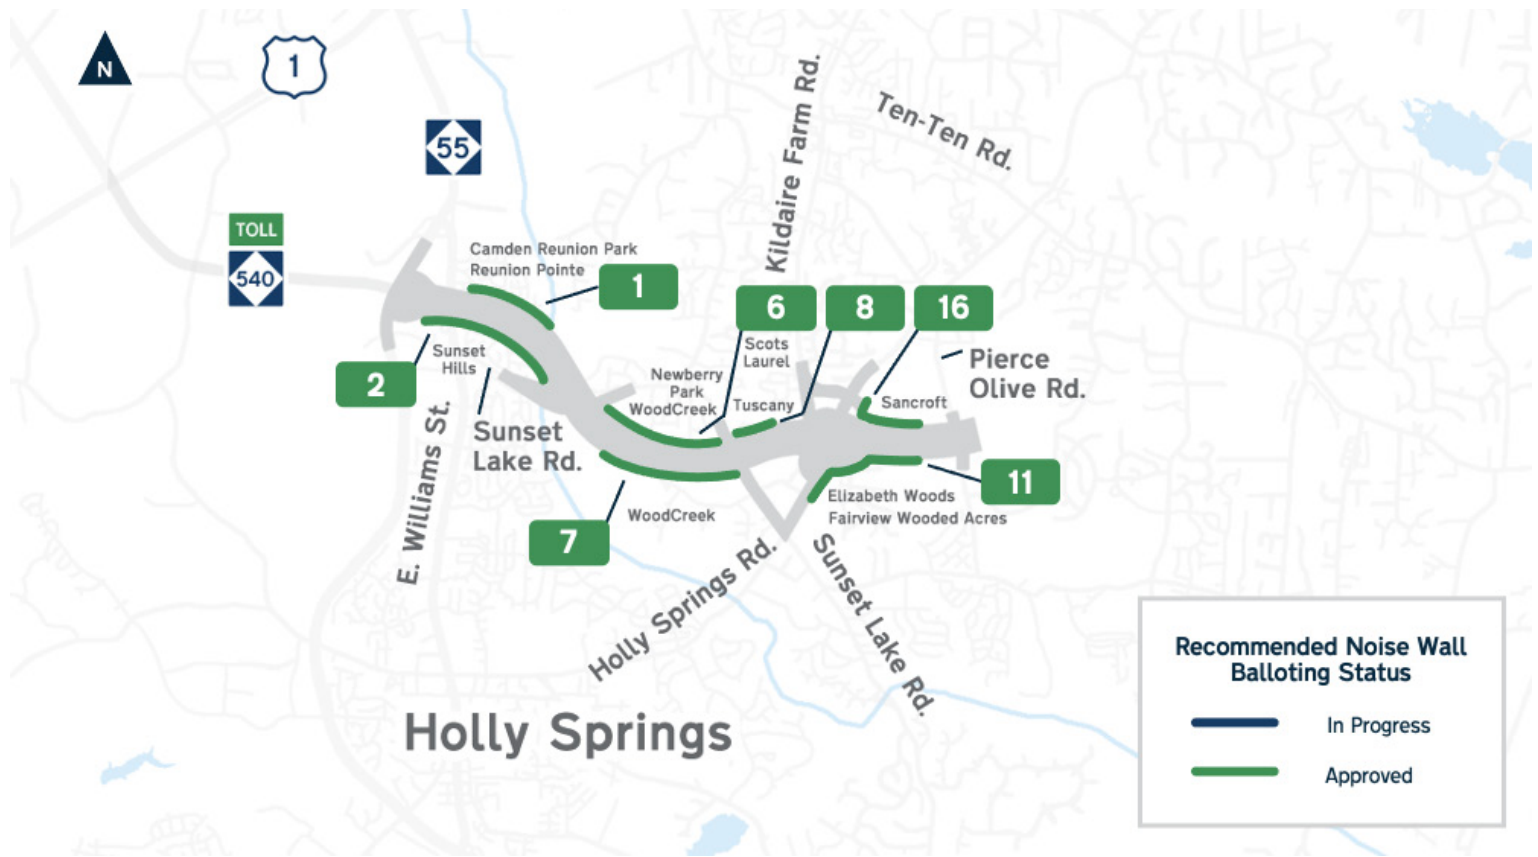 N
1
55
Kildaire Farm Rd.
Ten-Ten Rd.
TOLL
540
Camden Reunion Park
Reunion Pointe
1
6
8
16
2
Sunset
Hills
Scots
Laurel
Newberry
Park
WoodCreek
Tuscany
Sancroft
Pierce
Olive Rd.
E. Williams St.
Sunset
Lake Rd.
7
WoodCreek
11
Elizabeth Woods
Fairview Wooded Acres
Holly Springs Rd.
Sunset Lake Rd.
Holly Springs
Recommended Noise Wall
Balloting Status
In Progress
Approved